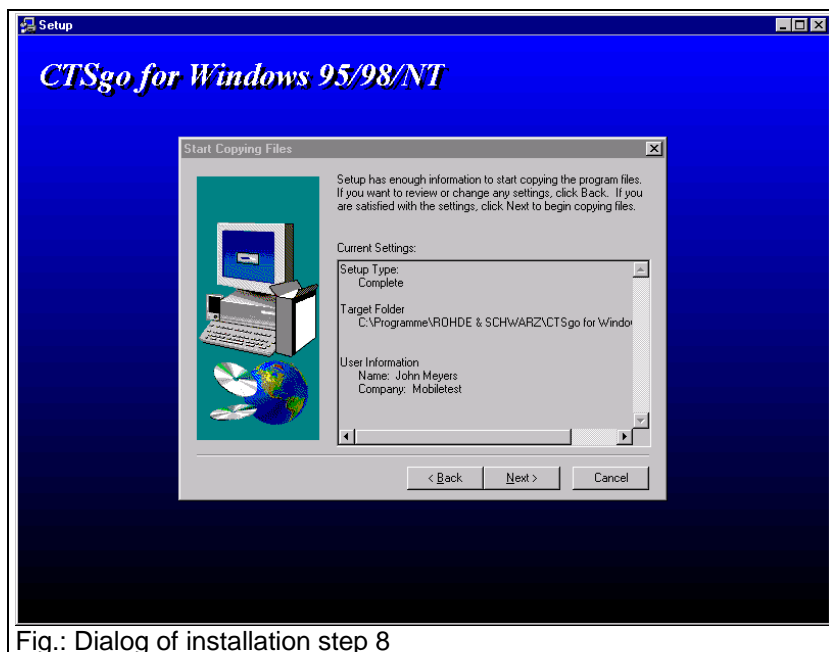 Setup
CTSgo for Windows 95/98/NT
Start Copying Files
Setup has enough information to start copying the program files.
If you want to review or change any settings, click Back. If you
are satisfied with the settings, click Next to begin copying files.
Current Settings:
Setup Type:
Complete
Target Folder
C:\Programme\ROHDE & SCHWARZ\CTSgo for Windo
User Information
Name: John Meyers
Company: Mobiletest
< Back Next > Cancel
Fig.: Dialog of installation step 8